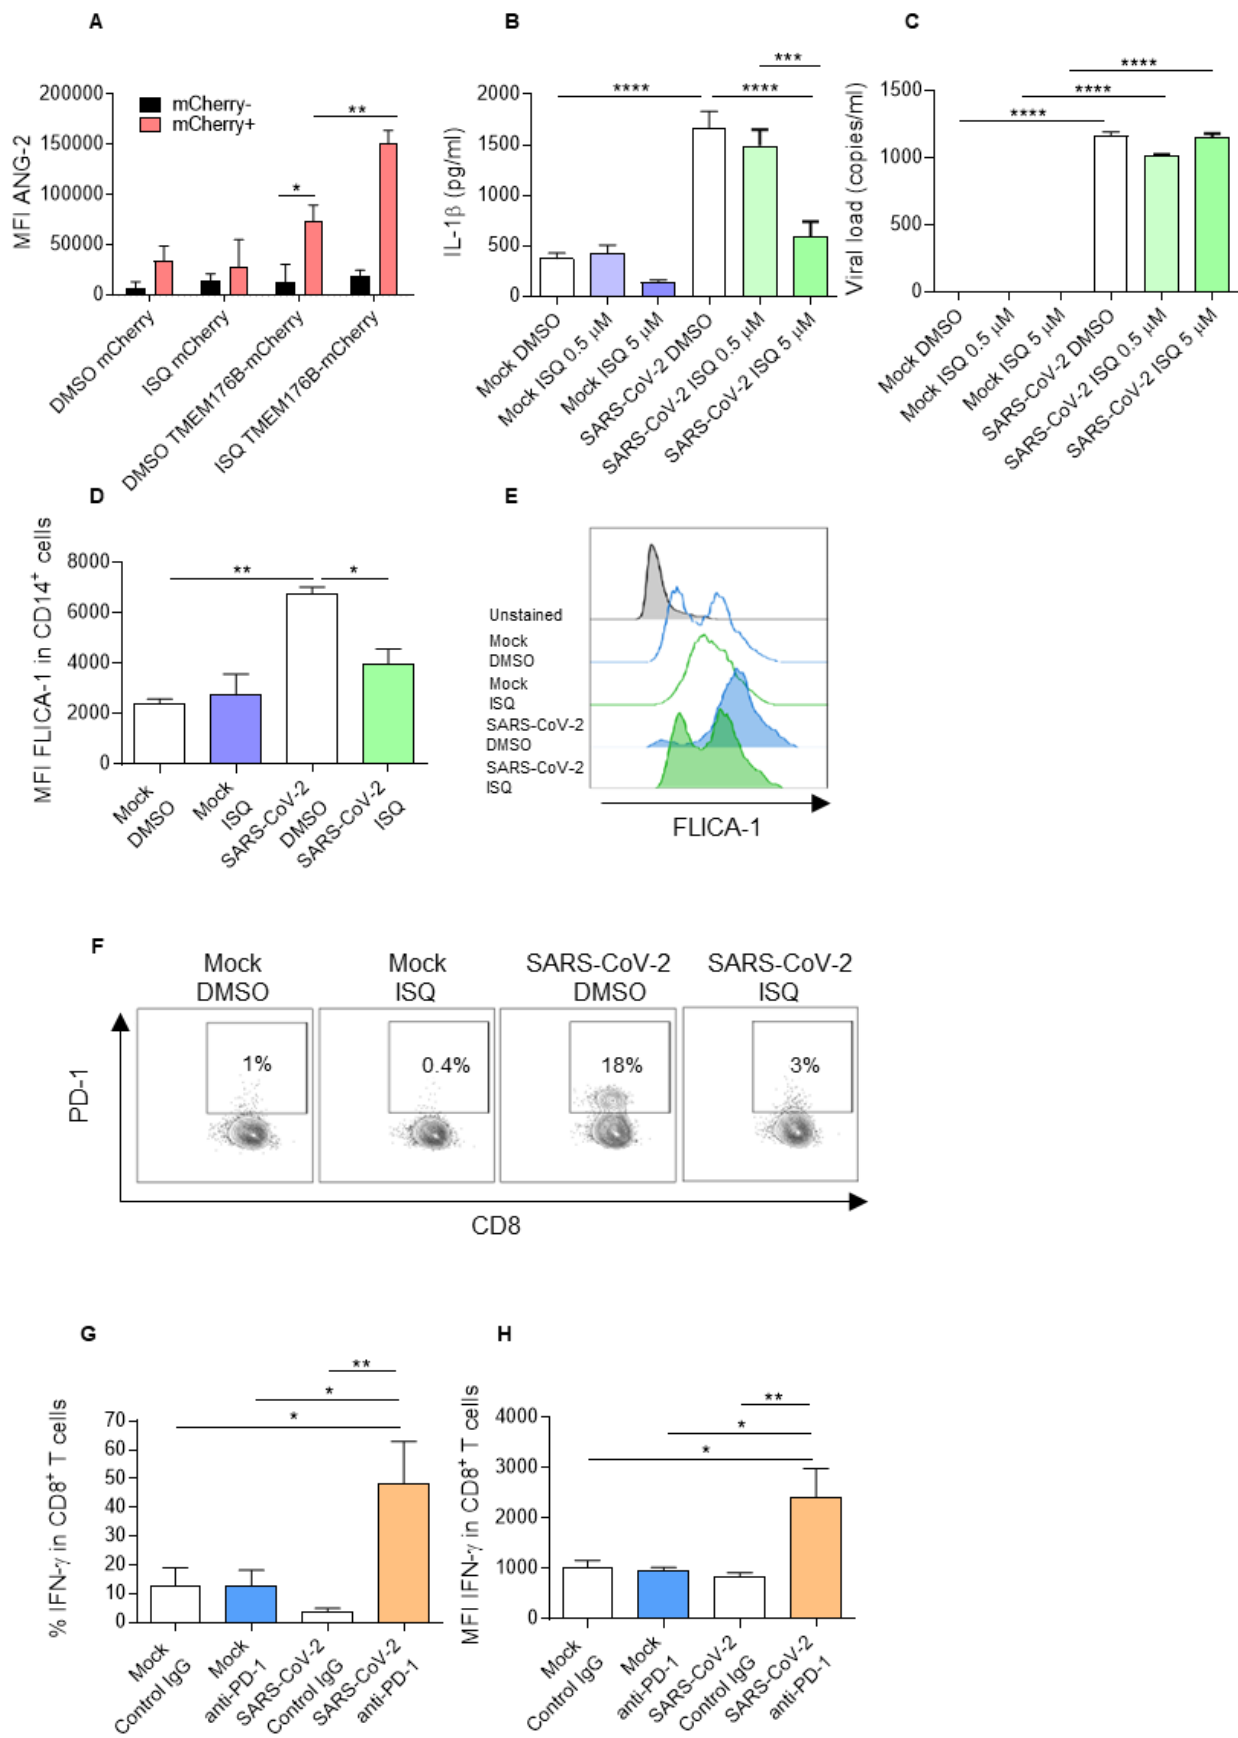 A
MFI ANG-2
200000
150000
100000
50000
0
mCherry-
mCherry+
*
**
DMSO mCherry
ISQ mCherry
DMSO TMEM176B-mCherry
ISQ TMEM176B-mCherry
B
IL-1β (pg/ml)
2000
1500
1000
500
0
****
***
****
Mock DMSO
Mock ISQ 0.5 µM
Mock ISQ 5 µM
SARS-CoV-2 DMSO
SARS-CoV-2 ISQ 0.5 µM
SARS-CoV-2 ISQ 5 µM
C
Viral load (copies/ml)
1500
1000
500
0
****
****
****
Mock DMSO
Mock ISQ 0.5 µM
Mock ISQ 5 µM
SARS-CoV-2 DMSO
SARS-CoV-2 ISQ 0.5 µM
SARS-CoV-2 ISQ 5 µM
D
MFI FLICA-1 in CD14⁺ cells
8000
6000
4000
2000
0
**
*
Mock
DMSO
Mock
ISQ
SARS-CoV-2
DMSO
SARS-CoV-2
ISQ
E
Unstained
Mock
DMSO
Mock
ISQ
SARS-CoV-2
DMSO
SARS-CoV-2
ISQ
FLICA-1
F
Mock
DMSO
Mock
ISQ
SARS-CoV-2
DMSO
SARS-CoV-2
ISQ
1%
0.4%
18%
3%
PD-1
CD8
G
% IFN-γ in CD8⁺ T cells
70
60
50
40
30
20
10
0
**
*
*
Mock
Control IgG
Mock
anti-PD-1
SARS-CoV-2
Control IgG
SARS-CoV-2
anti-PD-1
H
MFI IFN-γ in CD8⁺ T cells
4000
3000
2000
1000
0
**
*
*
Mock
Control IgG
Mock
anti-PD-1
SARS-CoV-2
Control IgG
SARS-CoV-2
anti-PD-1